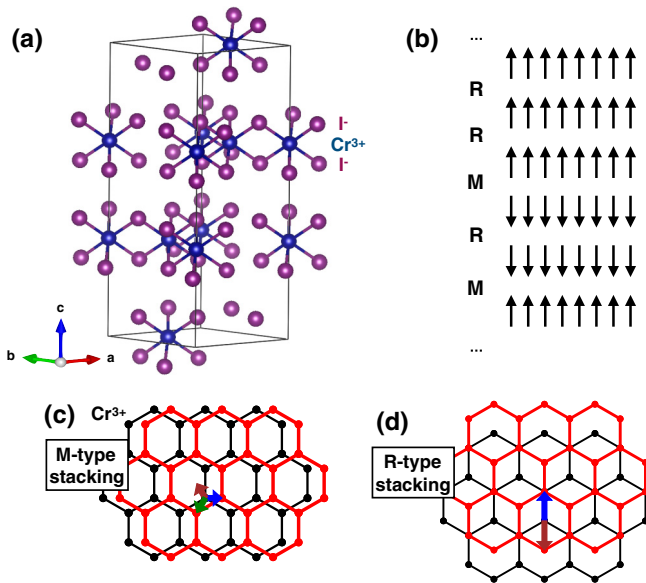 (a)
I-
Cr3+
I-
c
b
a
(b)
...
R
R
M
R
M
...
(c)
Cr3+
M-type
stacking
(d)
R-type
stacking